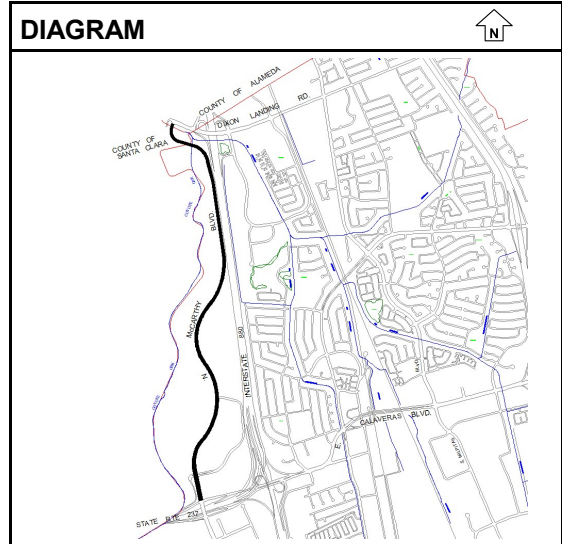 DIAGRAM
N
COUNTY OF ALAMEDA
DIXON LANDING RD.
COUNTY OF
SANTA CLARA
BLVD.
McCARTHY
N.
INTERSTATE 880
E. CALAVERAS BLVD.
STATE RTE 237